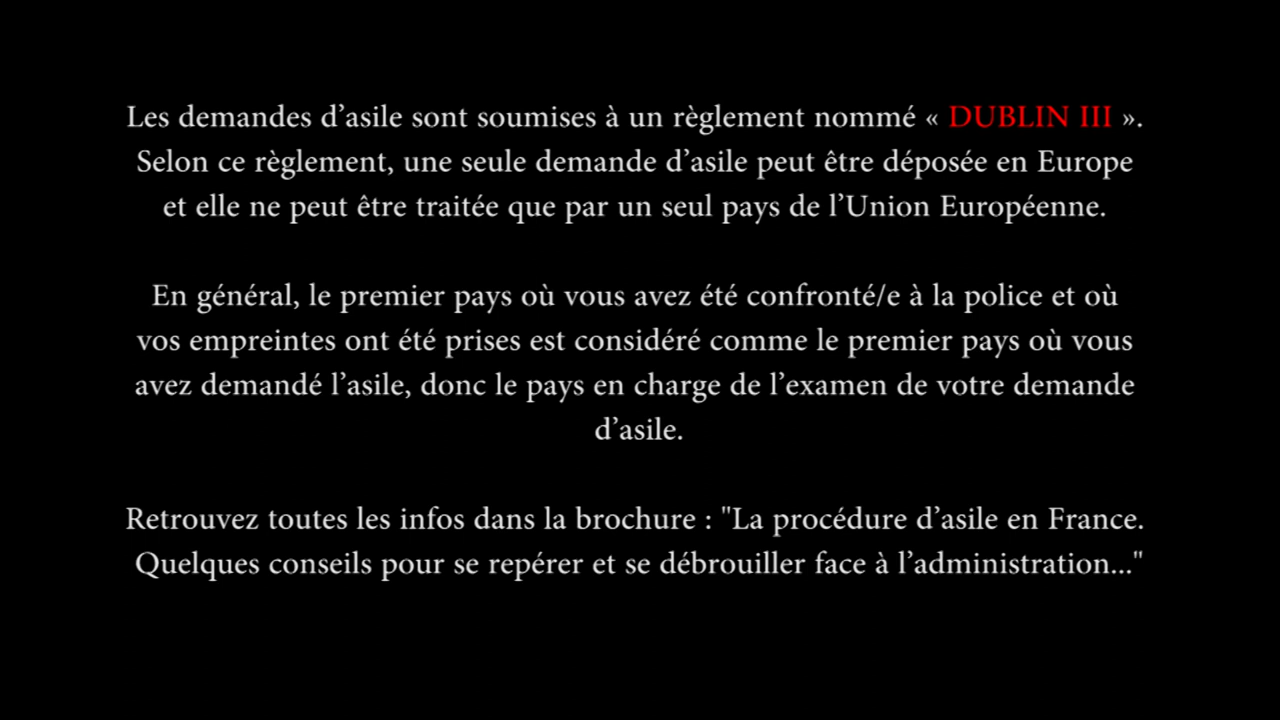 Les demandes d’asile sont soumises à un règlement nommé « DUBLIN III ».
Selon ce règlement, une seule demande d’asile peut être déposée en Europe
et elle ne peut être traitée que par un seul pays de l’Union Européenne.
En général, le premier pays où vous avez été confronté/e à la police et où
vos empreintes ont été prises est considéré comme le premier pays où vous
avez demandé l’asile, donc le pays en charge de l’examen de votre demande
d’asile.
Retrouvez toutes les infos dans la brochure : "La procédure d’asile en France.
Quelques conseils pour se repérer et se débrouiller face à l’administration..."